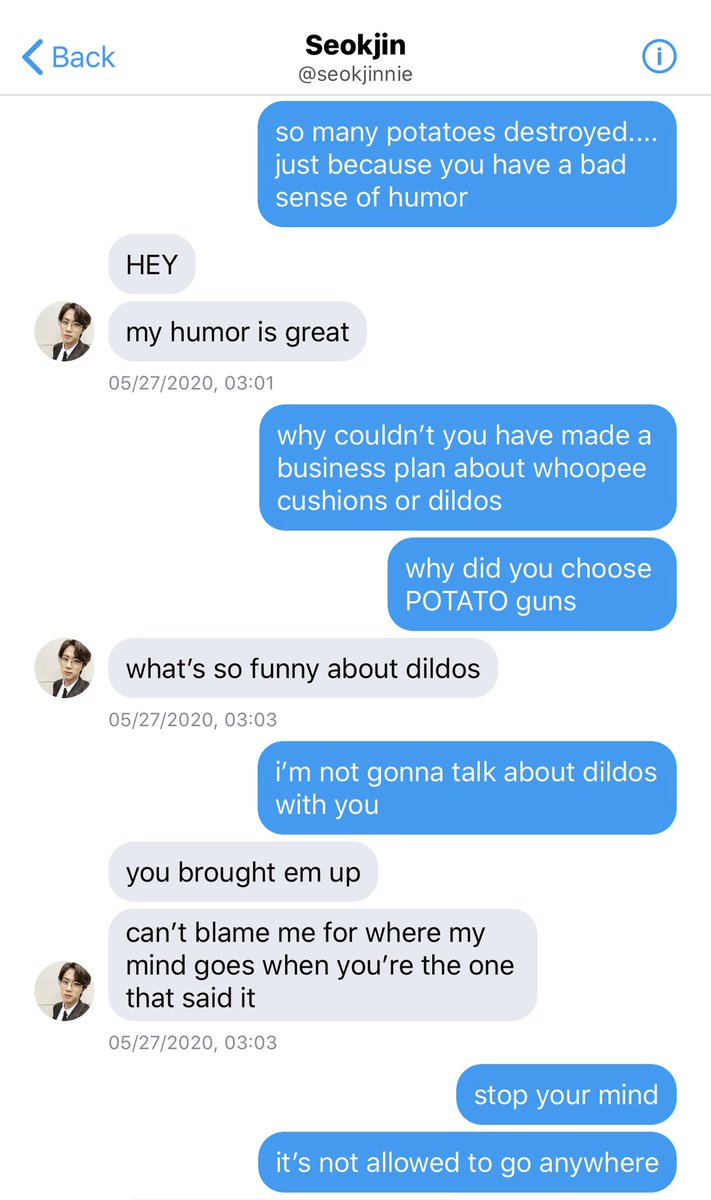 Back
Seokjin
@seokjinnie
so many potatoes destroyed....
just because you have a bad
sense of humor
HEY
my humor is great
05/27/2020, 03:01
why couldn’t you have made a
business plan about whoopee
cushions or dildos
why did you choose
POTATO guns
what’s so funny about dildos
05/27/2020, 03:03
i’m not gonna talk about dildos
with you
you brought em up
can’t blame me for where my
mind goes when you’re the one
that said it
05/27/2020, 03:03
stop your mind
it’s not allowed to go anywhere